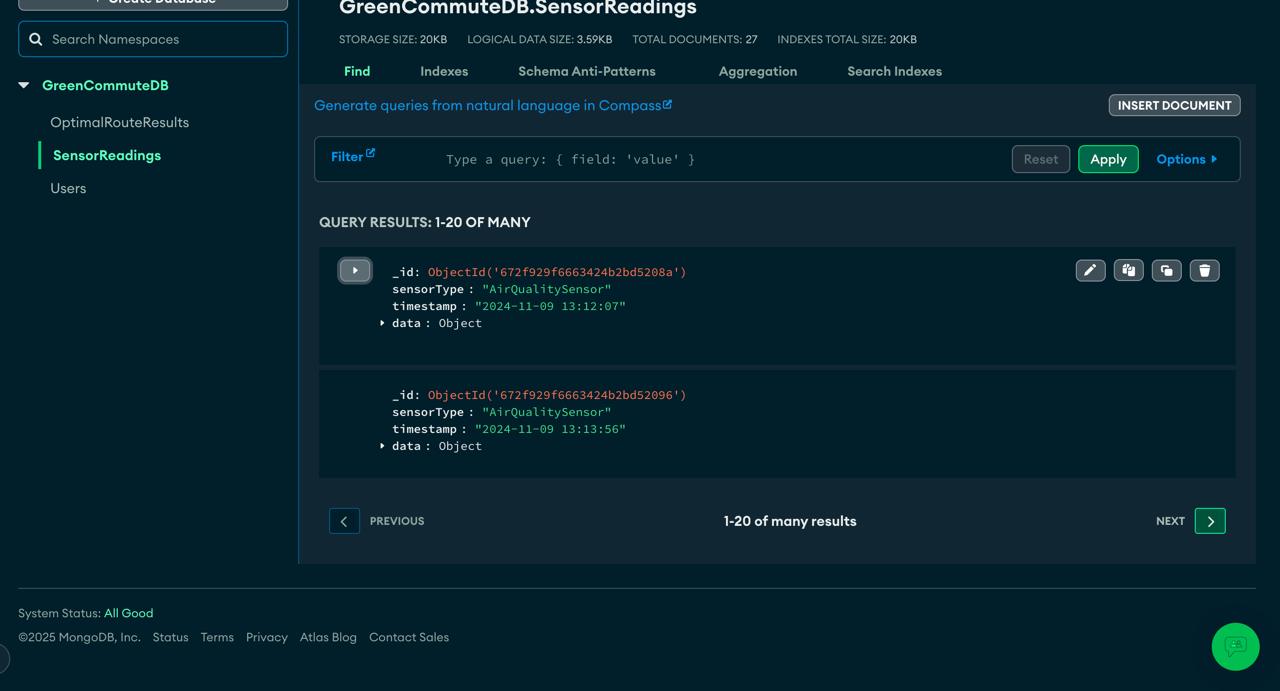 Create Database
Search Namespaces
GreenCommuteDB
OptimalRouteResults
SensorReadings
Users
GreenCommuteDB.SensorReadings
STORAGE SIZE: 20KB LOGICAL DATA SIZE: 3.59KB TOTAL DOCUMENTS: 27 INDEXES TOTAL SIZE: 20KB
Find Indexes Schema Anti-Patterns Aggregation Search Indexes
Generate queries from natural language in Compass
INSERT DOCUMENT
Filter Type a query: { field: 'value' } Reset Apply Options
QUERY RESULTS: 1-20 OF MANY
_id: ObjectId('672f929f6663424b2bd5208a')
sensorType : "AirQualitySensor"
timestamp : "2024-11-09 13:12:07"
data : Object
_id: ObjectId('672f929f6663424b2bd52096')
sensorType : "AirQualitySensor"
timestamp : "2024-11-09 13:13:56"
data : Object
PREVIOUS 1-20 of many results NEXT
System Status: All Good
©2025 MongoDB, Inc. Status Terms Privacy Atlas Blog Contact Sales